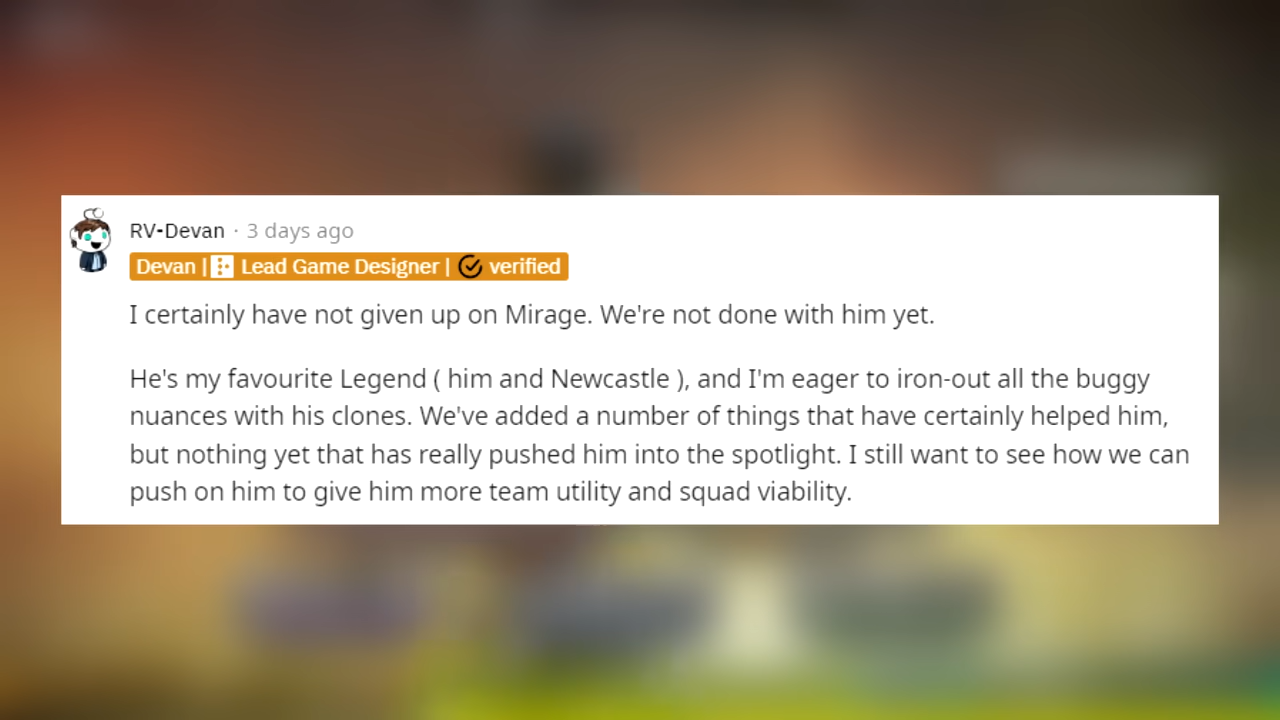 RV-Devan · 3 days ago
Devan | Lead Game Designer | verified
I certainly have not given up on Mirage. We're not done with him yet.
He's my favourite Legend ( him and Newcastle ), and I'm eager to iron-out all the buggy
nuances with his clones. We've added a number of things that have certainly helped him,
but nothing yet that has really pushed him into the spotlight. I still want to see how we can
push on him to give him more team utility and squad viability.